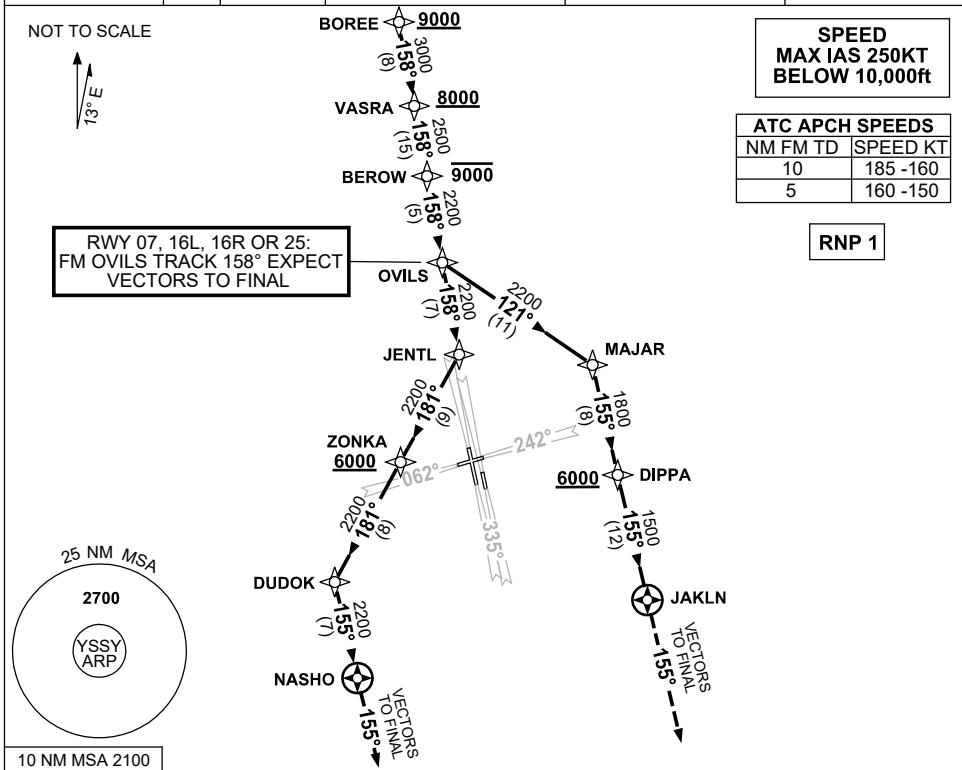 NOT TO SCALE
13° E
BOREE 9000
3000
158°
(8)
VASRA 8000
2500
158°
(15)
BEROW 9000
2200
158°
(5)
SPEED
MAX IAS 250KT
BELOW 10,000ft
ATC APCH SPEEDS
NM FM TD SPEED KT
10 185 -160
5 160 -150
RNP 1
RWY 07, 16L, 16R OR 25:
FM OVILS TRACK 158° EXPECT
VECTORS TO FINAL
OVILS
2200
158°
(7)
2200
121°
(11)
JENTL
MAJAR
2200
181°
(9)
1800
155°
(8)
ZONKA
6000
062°
242°
335°
6000 DIPPA
2200
181°
(8)
1500
155°
(12)
DUDOK
JAKLN
2200
155°
(7)
VECTORS
TO FINAL
155°
NASHO
VECTORS
TO FINAL
155°
25 NM MSA
2700
YSSY
ARP
10 NM MSA 2100